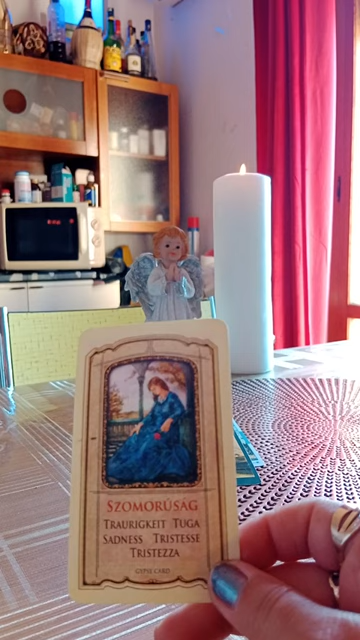 SZOMORÚSÁG
TRAURIGKEIT TUGA
SADNESS TRISTESSE
TRISTEZZA
GYPSY CARD